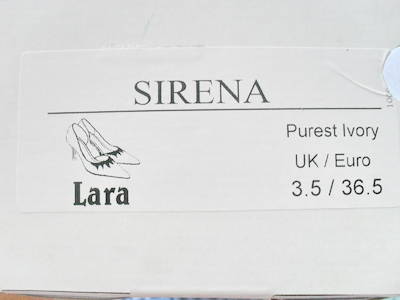 SIRENA
Purest Ivory
UK / Euro
3.5 / 36.5
Lara